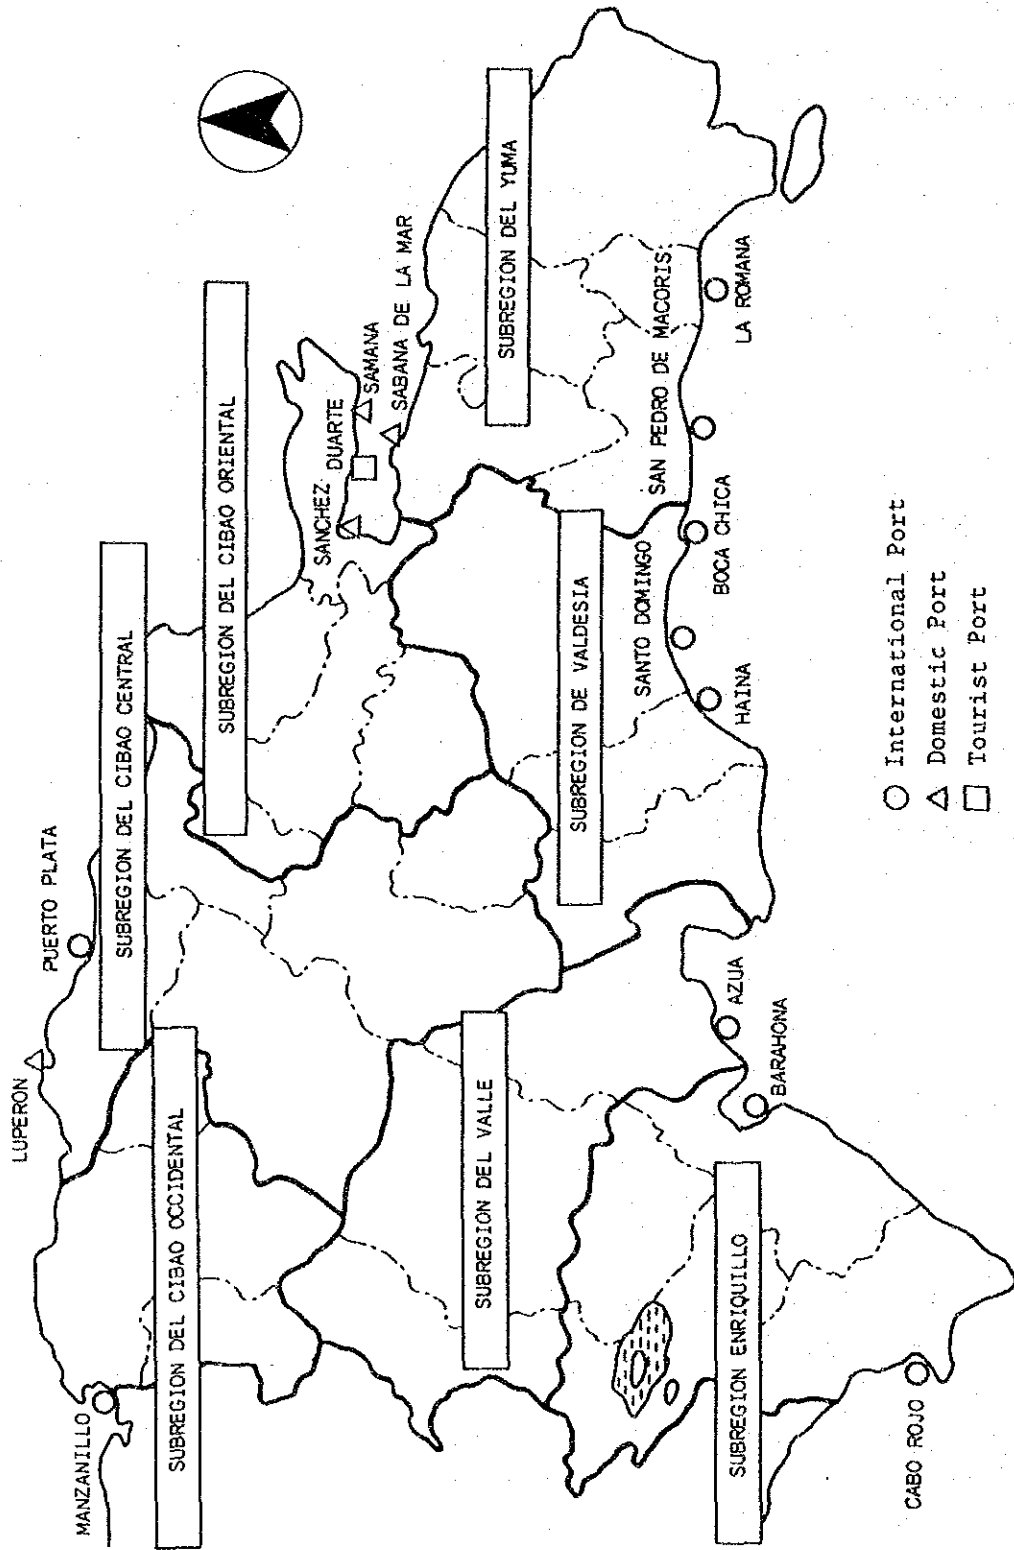 LUPERON
PUERTO PLATA
MANZANILLO
SUBREGION DEL CIBAO CENTRAL
SUBREGION DEL CIBAO OCCIDENTAL
SUBREGION DEL CIBAO ORIENTAL
SANCHEZ
DUARTE
SAMANA
SABANA DE LA MAR
SUBREGION DEL VALLE
SUBREGION DEL YUMA
SUBREGION DE VALDESIA
SANTO DOMINGO
SAN PEDRO DE MACORIS
HAINA
BOCA CHICA
LA ROMANA
AZUA
BARAHONA
SUBREGION ENRIQUILLO
CABO ROJO
International Port
Domestic Port
Tourist Port